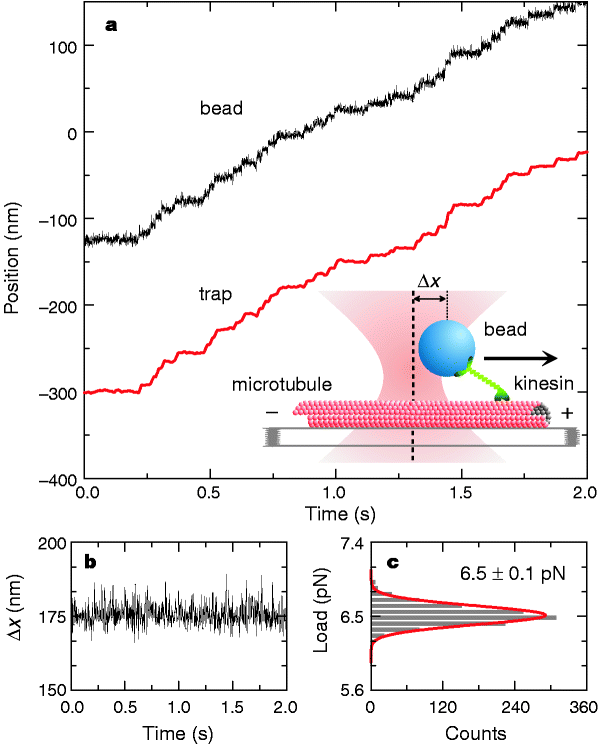 a
Position (nm)
100
0
−100
−200
−300
−400
bead
trap
Δx
bead
microtubule
kinesin
− +
0.0 0.5 1.0 1.5 2.0
Time (s)
b
Δx (nm)
200
175
150
0.0 0.5 1.0 1.5 2.0
Time (s)
c
6.5 ± 0.1 pN
Load (pN)
7.4
6.5
5.6
0 120 240 360
Counts